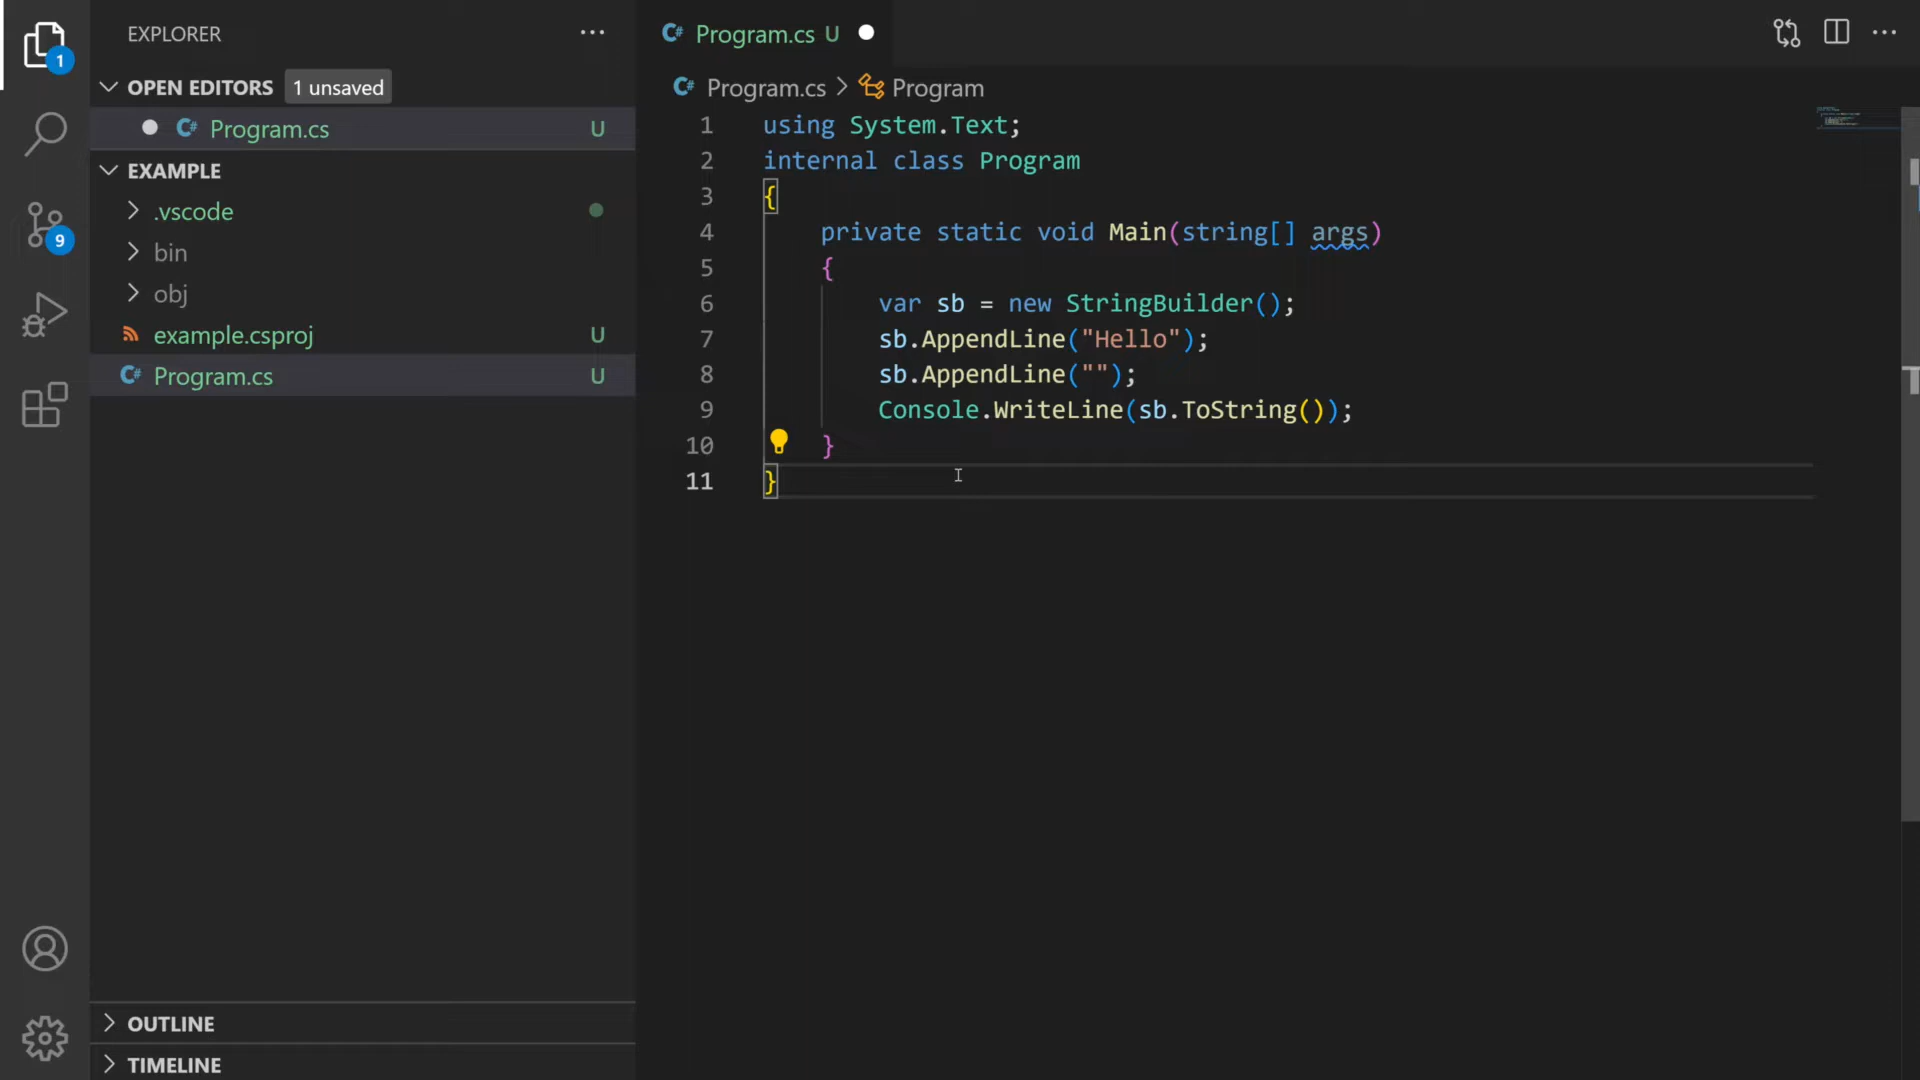 EXPLORER
OPEN EDITORS 1 unsaved
Program.cs U
EXAMPLE
.vscode
bin
obj
example.csproj U
Program.cs U
OUTLINE
TIMELINE
1
9
Program.cs U
Program.cs > Program
1 using System.Text;
2 internal class Program
3 {
4 private static void Main(string[] args)
5 {
6 var sb = new StringBuilder();
7 sb.AppendLine("Hello");
8 sb.AppendLine("");
9 Console.WriteLine(sb.ToString());
10 }
11 }